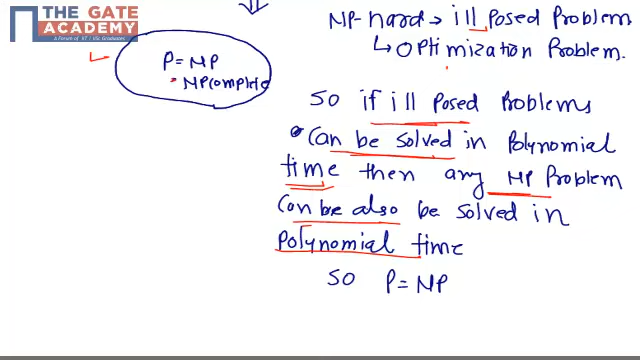 THE GATE
ACADEMY
A Forum of IIT / IISc Graduates
P = NP
NP complete
NP-hard → ill posed Problem
↳ Optimization Problem.
So if ill posed Problems
Can be solved in Polynomial
time then any NP Problem
Can be also be solved in
Polynomial time
So P = NP